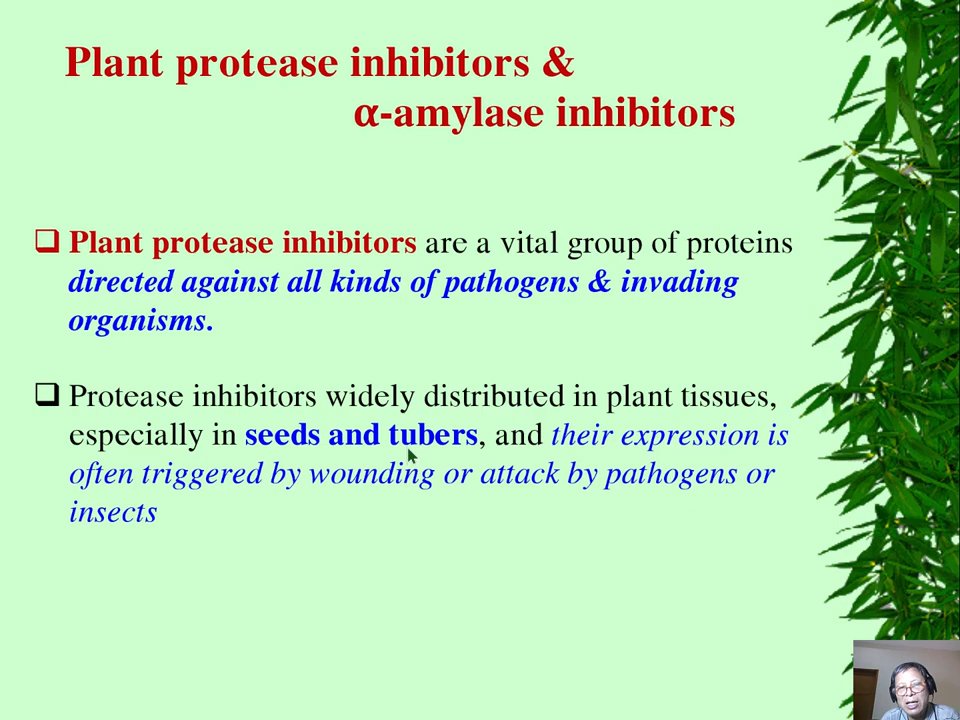 Plant protease inhibitors &
α-amylase inhibitors
❑ Plant protease inhibitors are a vital group of proteins
directed against all kinds of pathogens & invading
organisms.
❑ Protease inhibitors widely distributed in plant tissues,
especially in seeds and tubers, and their expression is
often triggered by wounding or attack by pathogens or
insects